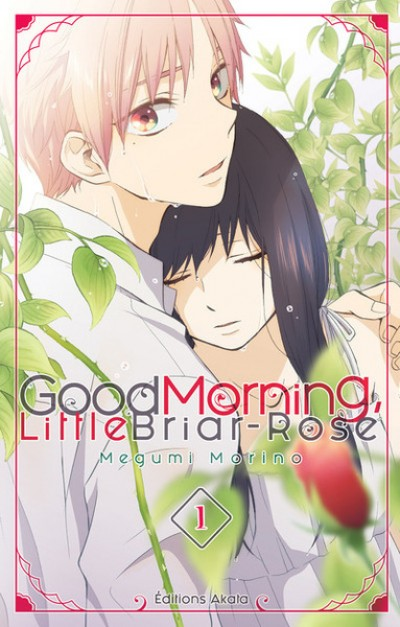 Good Morning,
Little Briar-Rose
Megumi Morino
1
Éditions Akata